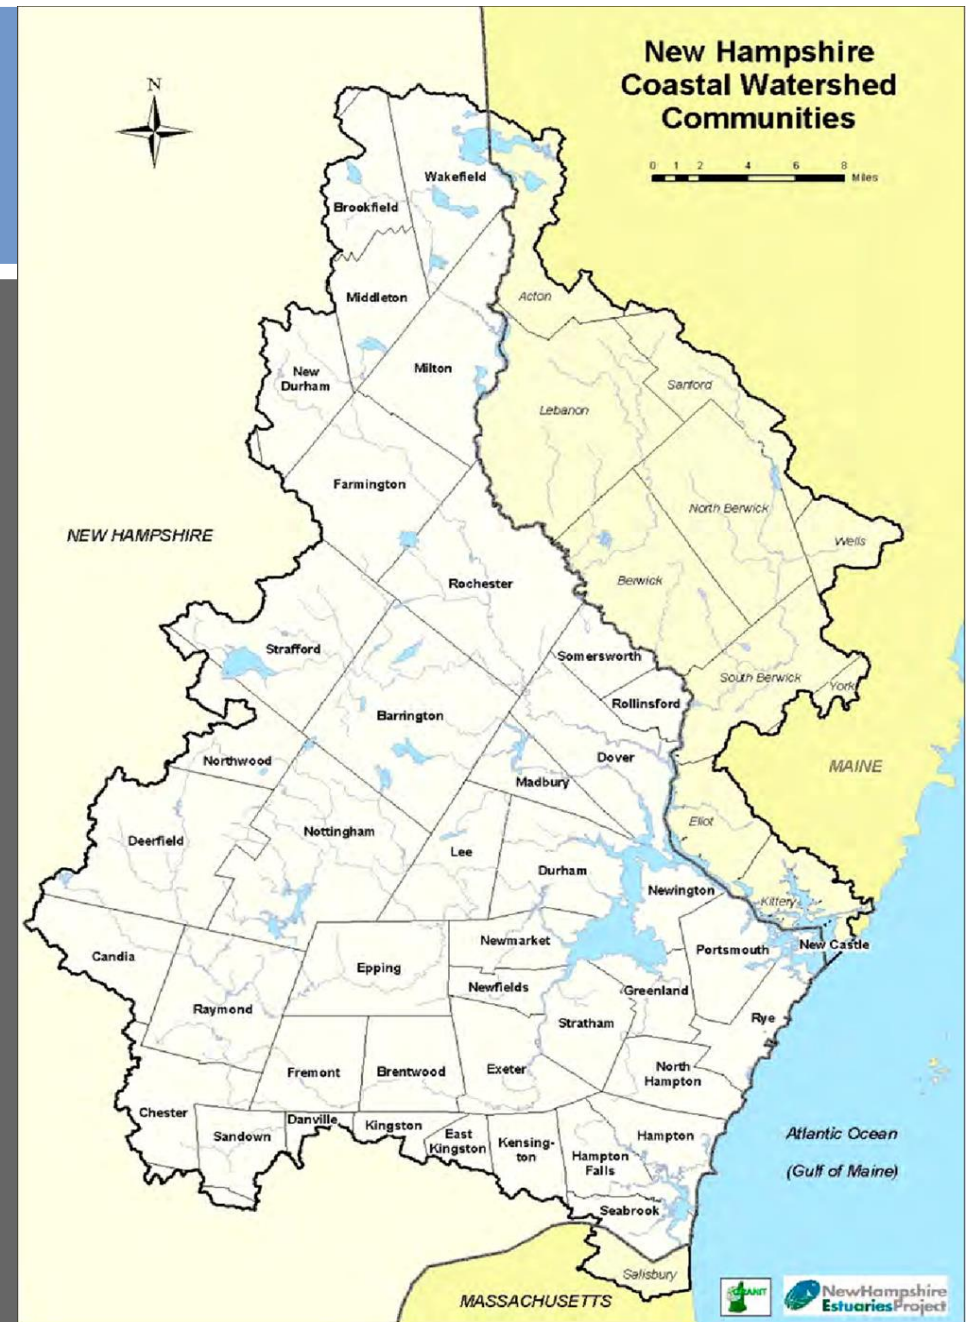 New Hampshire
Coastal Watershed
Communities
N
0 1 2 4 6 8
Miles
Wakefield
Brookfield
Middleton
Acton
New
Durham
Milton
Sanford
Lebanon
Farmington
North Berwick
NEW HAMPSHIRE
Wells
Rochester
Berwick
Strafford
Somersworth
South Berwick
York
Rollinsford
Barrington
Northwood
Dover
MAINE
Madbury
Eliot
Nottingham
Deerfield
Lee
Durham
Newington
Kittery
Newmarket
Portsmouth
New Castle
Candia
Epping
Newfields
Greenland
Raymond
Stratham
Rye
Fremont
Brentwood
Exeter
North
Hampton
Chester
Danville
Kingston
Sandown
East
Kingston
Kensing-
ton
Hampton
Hampton
Falls
Atlantic Ocean
(Gulf of Maine)
Seabrook
Salisbury
MASSACHUSETTS
GRANIT
NewHampshire
EstuariesProject